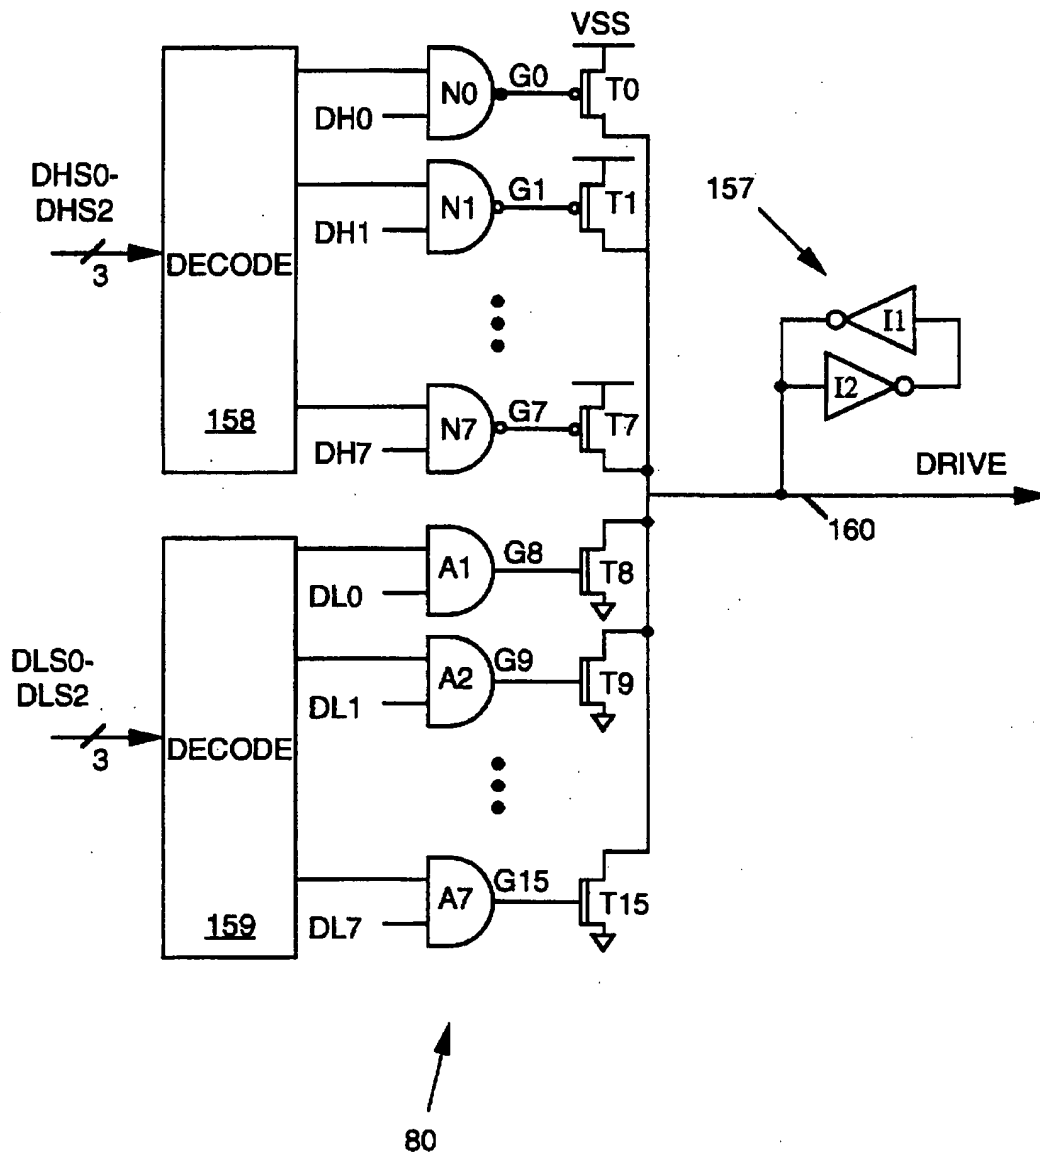 VSS
N0
G0
T0
DH0
DHS0-
DHS2
3
N1
G1
T1
DH1
157
DECODE
I1
I2
158
N7
G7
T7
DH7
DRIVE
160
A1
G8
T8
DL0
DLS0-
DLS2
3
A2
G9
T9
DL1
DECODE
159
A7
G15
T15
DL7
80